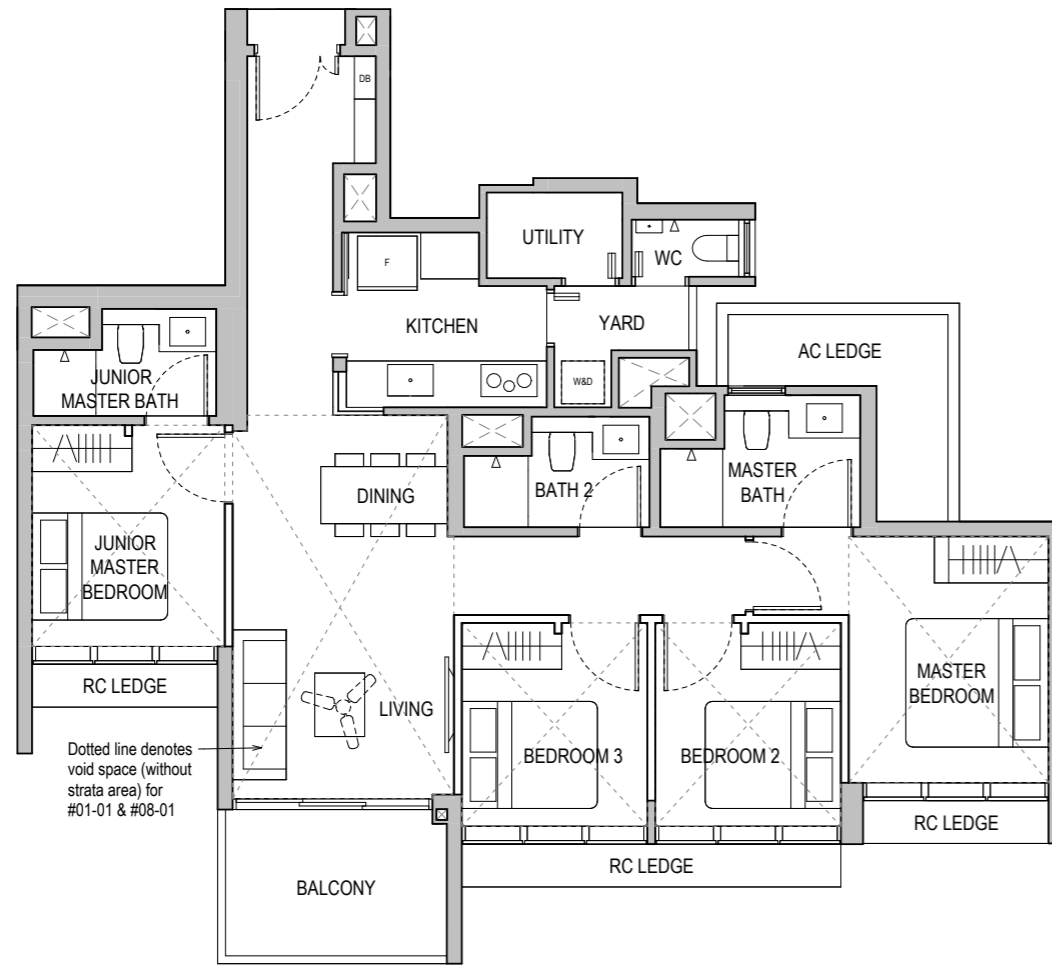 DB
UTILITY
WC
F
KITCHEN
YARD
AC LEDGE
JUNIOR
MASTER BATH
W&D
DINING
BATH 2
MASTER
BATH
JUNIOR
MASTER
BEDROOM
RC LEDGE
LIVING
MASTER
BEDROOM
BEDROOM 3
BEDROOM 2
Dotted line denotes
void space (without
strata area) for
#01-01 & #08-01
RC LEDGE
RC LEDGE
BALCONY